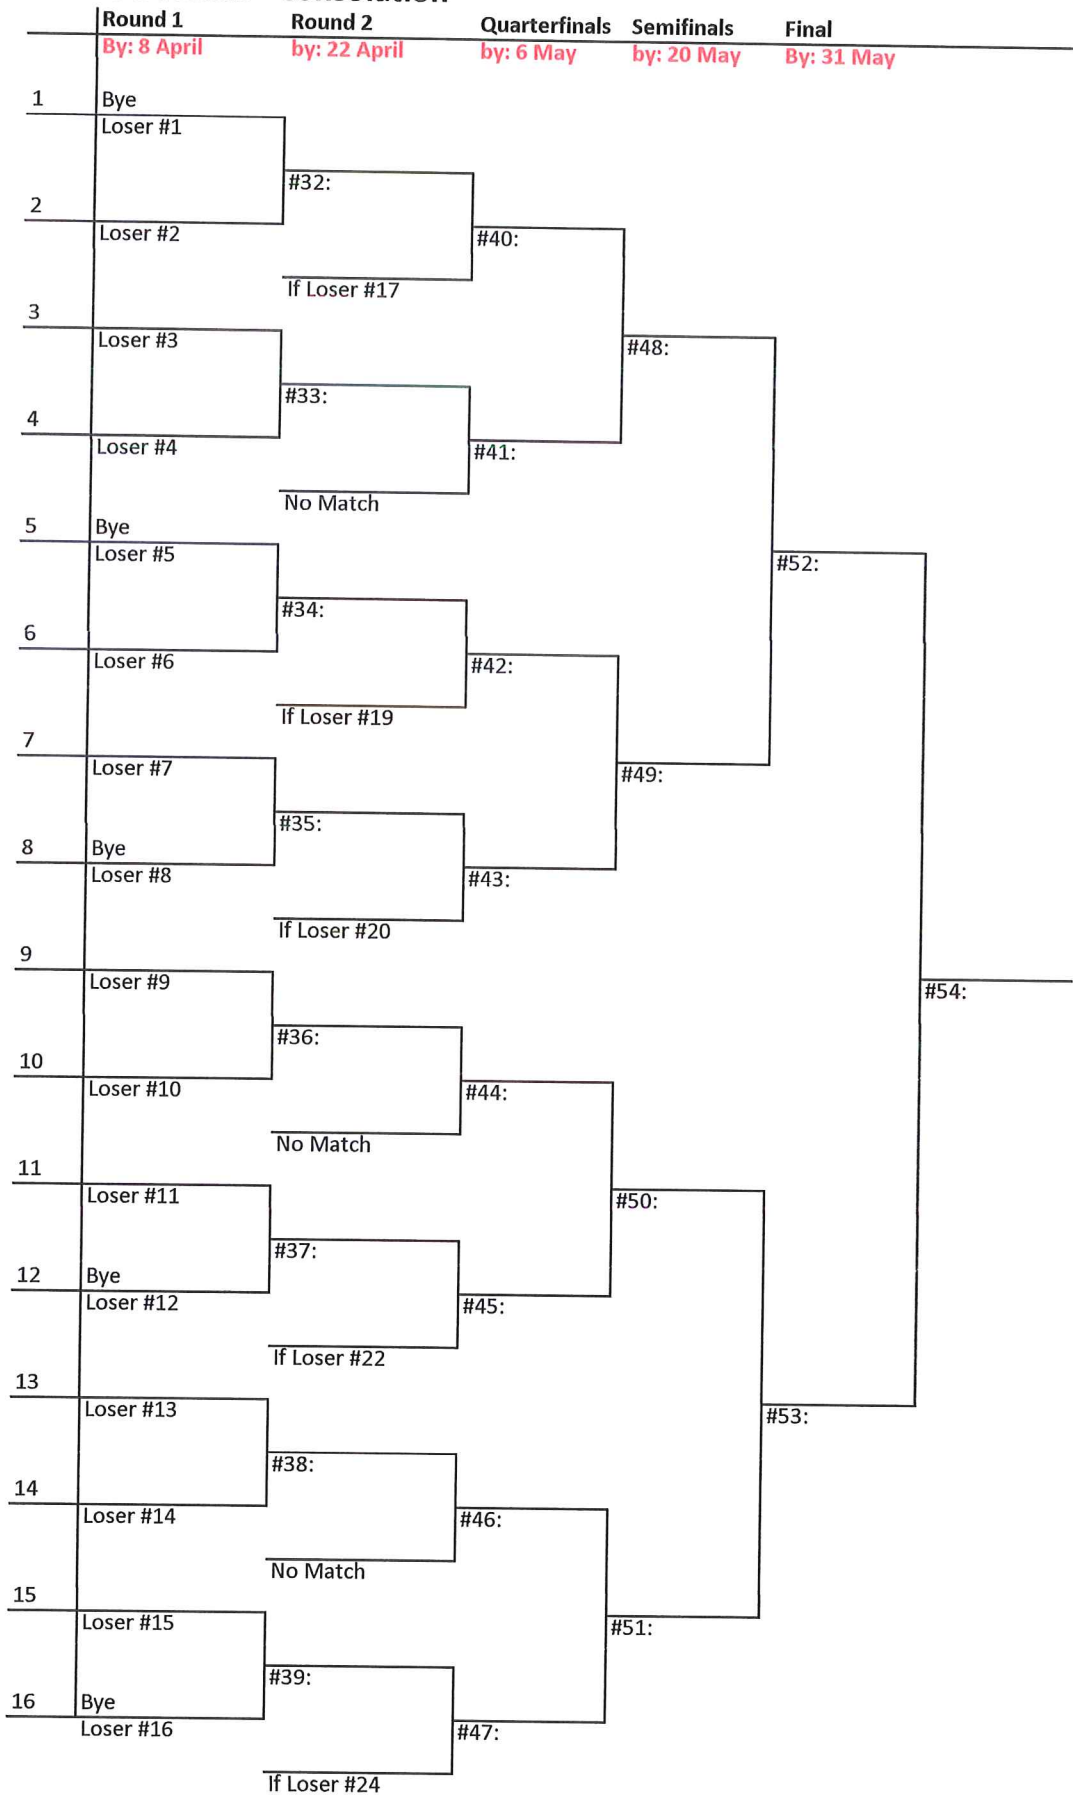 Round 1 Round 2 Quarterfinals Semifinals Final
By: 8 April by: 22 April by: 6 May by: 20 May By: 31 May
1 Bye
Loser #1
#32:
2
Loser #2
#40:
If Loser #17
3
Loser #3
#48:
#33:
4
Loser #4
#41:
No Match
5 Bye
Loser #5
#52:
#34:
6
Loser #6
#42:
If Loser #19
7
Loser #7
#49:
#35:
8 Bye
Loser #8
#43:
If Loser #20
9
Loser #9
#54:
#36:
10
Loser #10
#44:
No Match
11
Loser #11
#50:
#37:
12 Bye
Loser #12
#45:
If Loser #22
13
Loser #13
#53:
#38:
14
Loser #14
#46:
No Match
15
Loser #15
#51:
#39:
16 Bye
Loser #16
#47:
If Loser #24